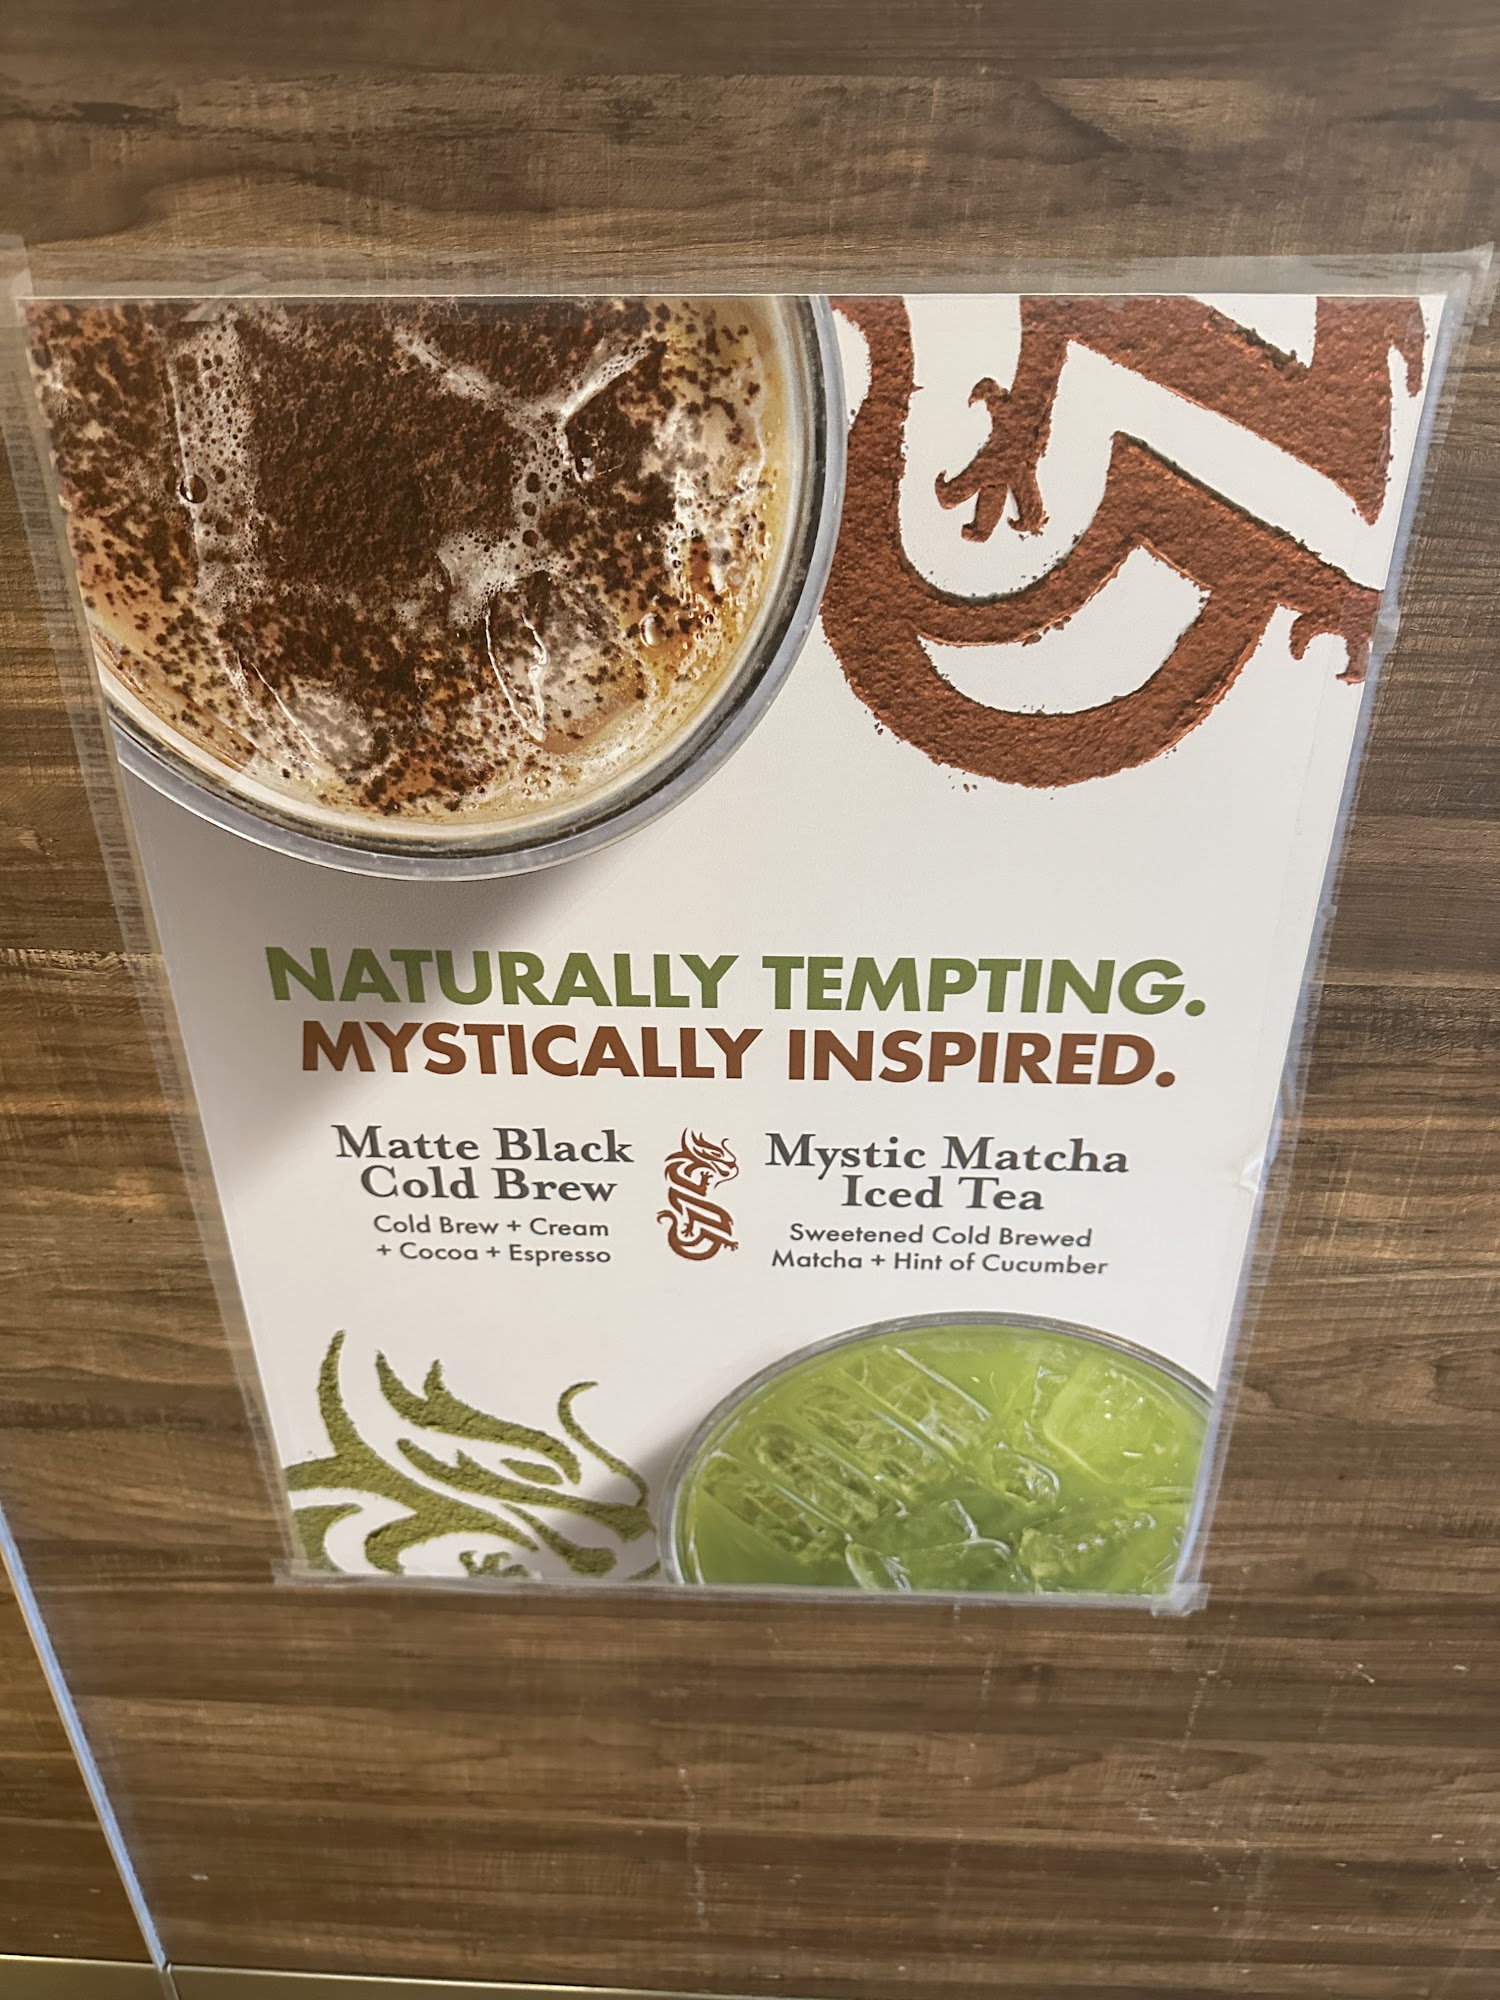 NATURALLY TEMPTING.
MYSTICALLY INSPIRED.
Matte Black
Cold Brew
Cold Brew + Cream
+ Cocoa + Espresso
Mystic Matcha
Iced Tea
Sweetened Cold Brewed
Matcha + Hint of Cucumber